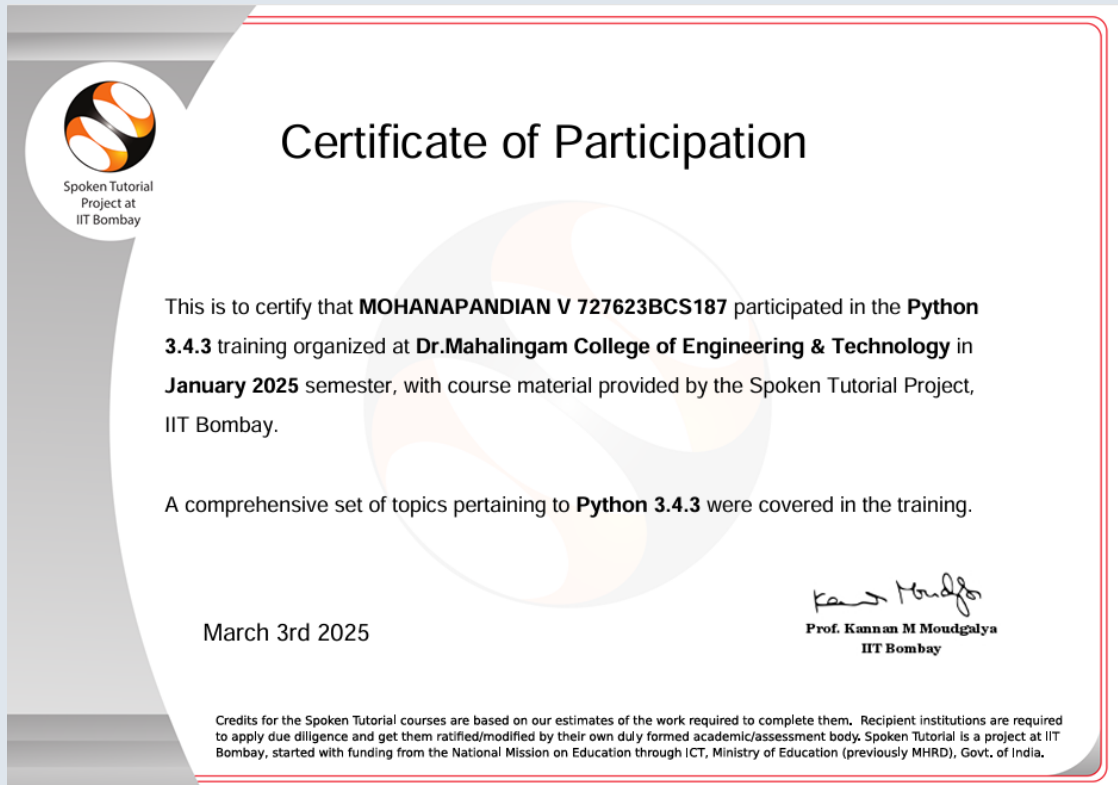 Spoken Tutorial
Project at
IIT Bombay
Certificate of Participation
This is to certify that MOHANAPANDIAN V 727623BCS187 participated in the Python
3.4.3 training organized at Dr.Mahalingam College of Engineering & Technology in
January 2025 semester, with course material provided by the Spoken Tutorial Project,
IIT Bombay.
A comprehensive set of topics pertaining to Python 3.4.3 were covered in the training.
March 3rd 2025
Prof. Kannan M Moudgalya
IIT Bombay
Credits for the Spoken Tutorial courses are based on our estimates of the work required to complete them. Recipient institutions are required
to apply due diligence and get them ratified/modified by their own duly formed academic/assessment body. Spoken Tutorial is a project at IIT
Bombay, started with funding from the National Mission on Education through ICT, Ministry of Education (previously MHRD), Govt. of India.